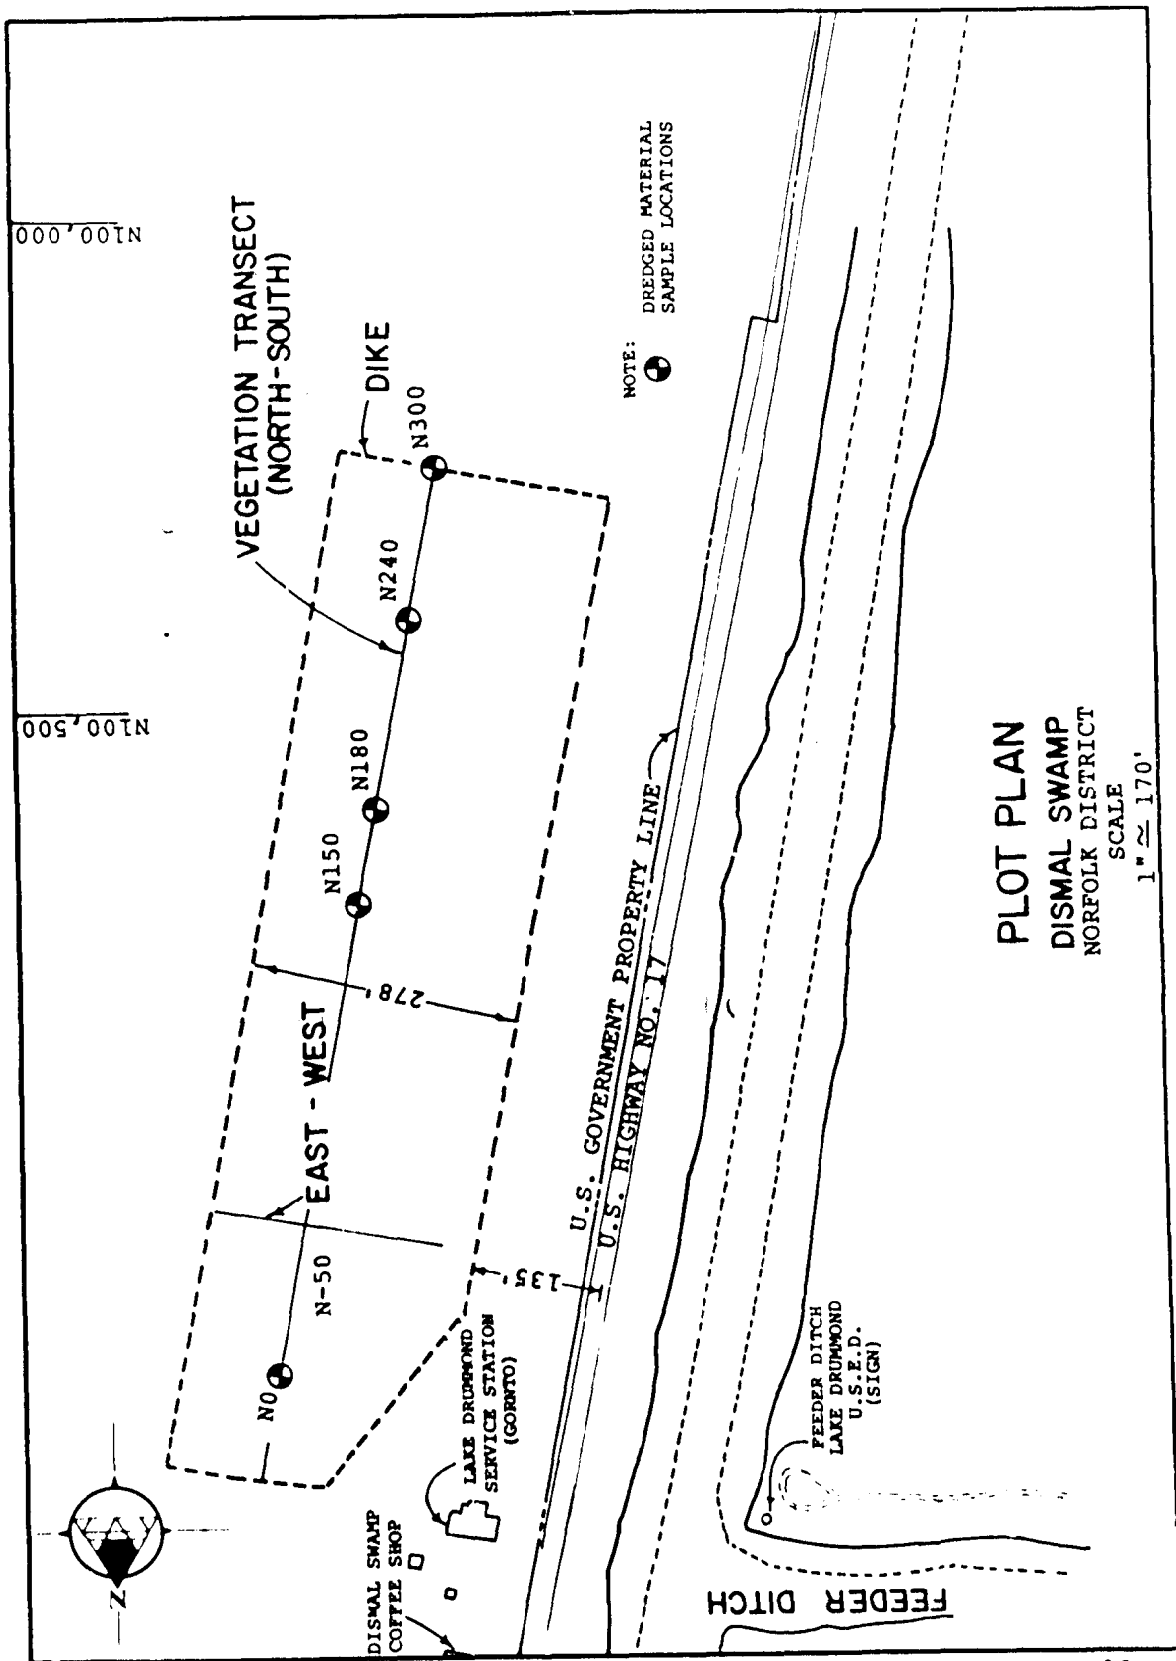 N100,000
N100,500
VEGETATION TRANSECT
(NORTH-SOUTH)
DIKE
N300
N240
N180
N150
278'
EAST - WEST
N-50
N0
N
NOTE:
DREDGED MATERIAL
SAMPLE LOCATIONS
U.S. GOVERNMENT PROPERTY LINE
U.S. HIGHWAY NO. 17
135'
LAKE DRUMMOND
SERVICE STATION
(GORNTO)
DISMAL SWAMP
COFFEE SHOP
FEEDER DITCH
LAKE DRUMMOND
U.S.E.D.
(SIGN)
FEEDER DITCH
PLOT PLAN
DISMAL SWAMP
NORFOLK DISTRICT
SCALE
1" ≃ 170'